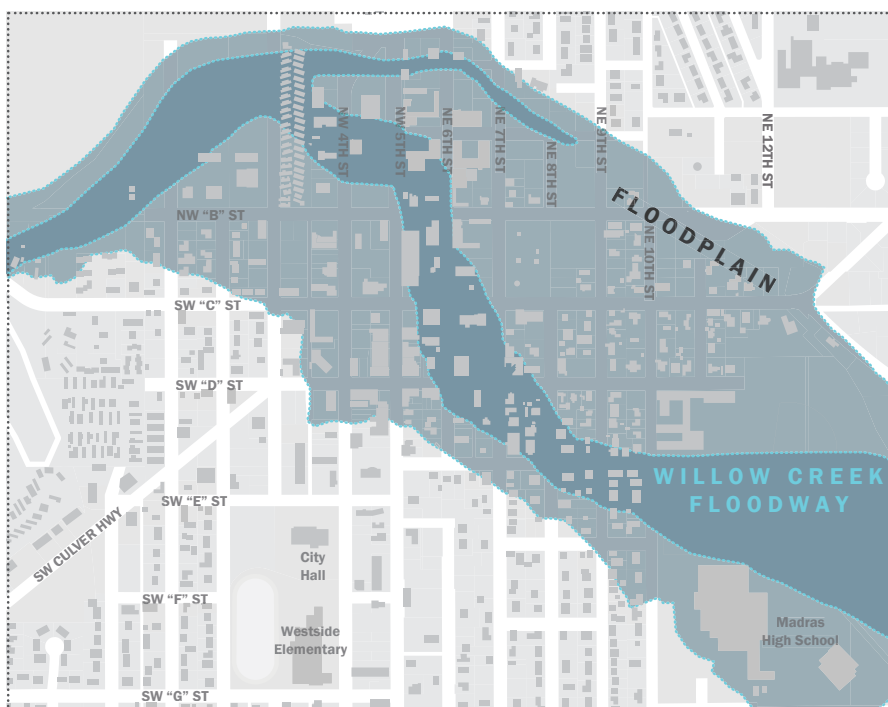 NW 4TH ST
NW 5TH ST
NE 6TH ST
NE 7TH ST
NE 8TH ST
NE 9TH ST
NE 12TH ST
NW “B” ST
FLOODPLAIN
NE 10TH ST
SW “C” ST
SW “D” ST
WILLOW CREEK
FLOODWAY
SW “E” ST
SW CULVER HWY
City
Hall
SW “F” ST
Westside
Elementary
Madras
High School
SW “G” ST